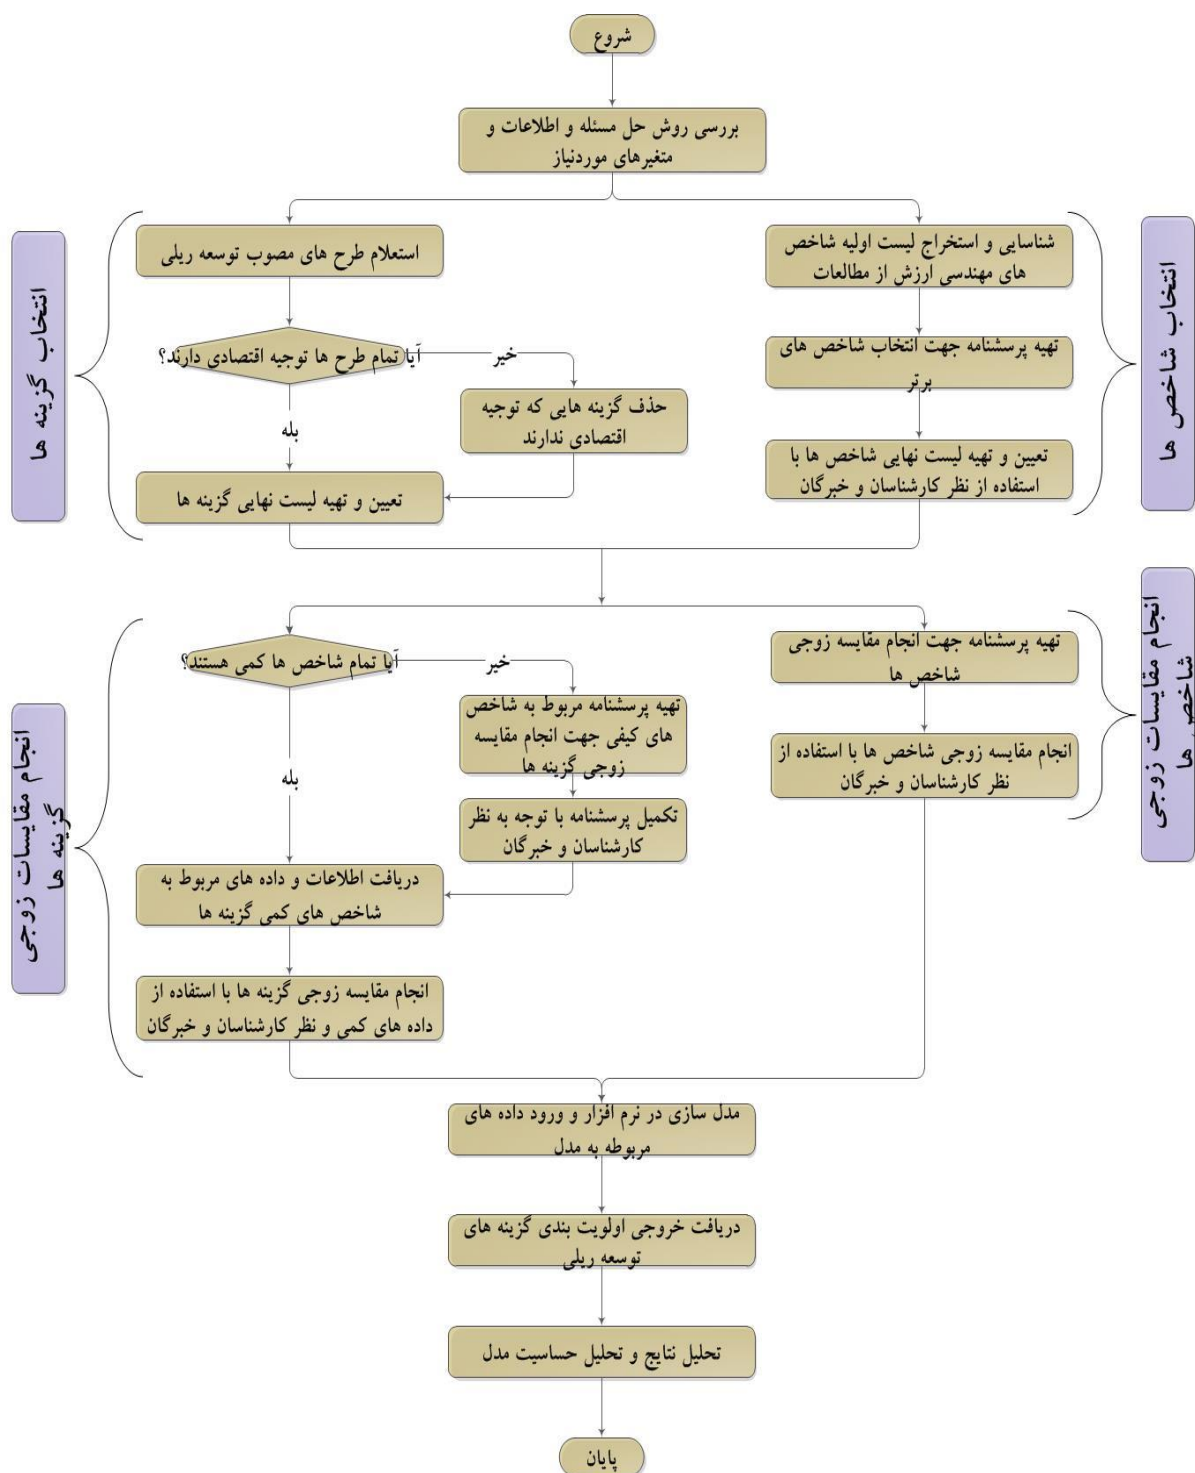 شروع
بررسی روش حل مسئله و اطلاعات و
متغیرهای موردنیاز
انتخاب شاخص ها
شناسایی و استخراج لیست اولیه شاخص
های مهندسی ارزش از مطالعات
تهیه پرسشنامه جهت انتخاب شاخص های
برتر
تعیین و تهیه لیست نهایی شاخص ها با
استفاده از نظر کارشناسان و خبرگان
انتخاب گزینه ها
استعلام طرح های مصوب توسعه ریلی
آیا تمام طرح ها توجیه اقتصادی دارند؟
خیر
بله
حذف گزینه هایی که توجیه
اقتصادی ندارند
تعیین و تهیه لیست نهایی گزینه ها
انجام مقایسات زوجی
شاخص ها
تهیه پرسشنامه جهت انجام مقایسه زوجی
شاخص ها
انجام مقایسه زوجی شاخص ها با استفاده از
نظر کارشناسان و خبرگان
انجام مقایسات زوجی
گزینه ها
آیا تمام شاخص ها کمی هستند؟
خیر
بله
تهیه پرسشنامه مربوط به شاخص
های کیفی جهت انجام مقایسه
زوجی گزینه ها
تکمیل پرسشنامه با توجه به نظر
کارشناسان و خبرگان
دریافت اطلاعات و داده های مربوط به
شاخص های کمی گزینه ها
انجام مقایسه زوجی گزینه ها با استفاده از
داده های کمی و نظر کارشناسان و خبرگان
مدل سازی در نرم افزار و ورود داده های
مربوطه به مدل
دریافت خروجی اولویت بندی گزینه های
توسعه ریلی
تحلیل نتایج و تحلیل حساسیت مدل
پایان